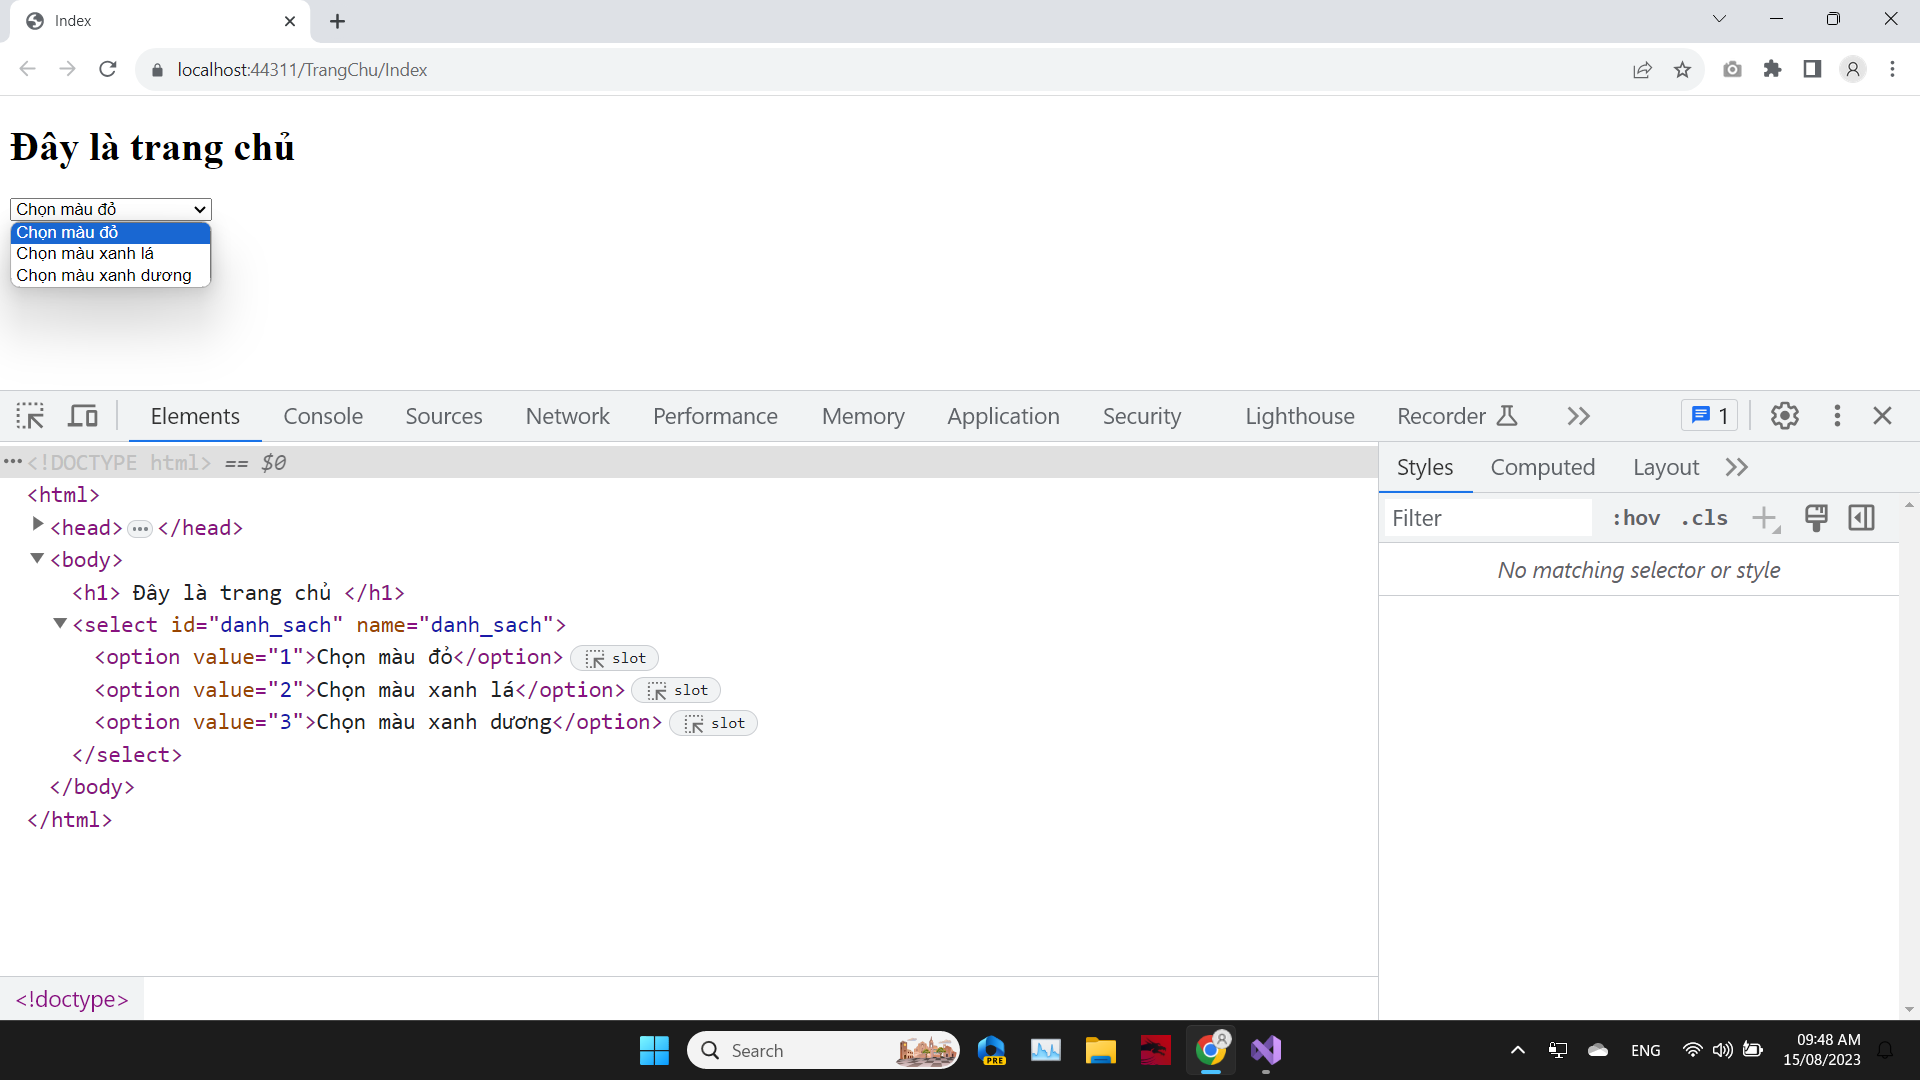 Index
localhost:44311/TrangChu/Index
Đây là trang chủ
Chọn màu đỏ
Chọn màu đỏ
Chọn màu xanh lá
Chọn màu xanh dương
Elements Console Sources Network Performance Memory Application Security Lighthouse Recorder 1
<!DOCTYPE html> == $0
<html>
<head> </head>
<body>
<h1> Đây là trang chủ </h1>
<select id="danh_sach" name="danh_sach">
<option value="1">Chọn màu đỏ</option> slot
<option value="2">Chọn màu xanh lá</option> slot
<option value="3">Chọn màu xanh dương</option> slot
</select>
</body>
</html>
<!doctype>
Styles Computed Layout
Filter :hov .cls
No matching selector or style
Search
PRE
ENG
09:48 AM
15/08/2023